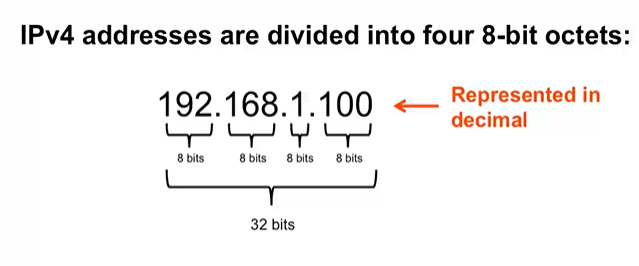 IPv4 addresses are divided into four 8-bit octets:
192.168.1.100
Represented in
decimal
8 bits 8 bits 8 bits 8 bits
32 bits